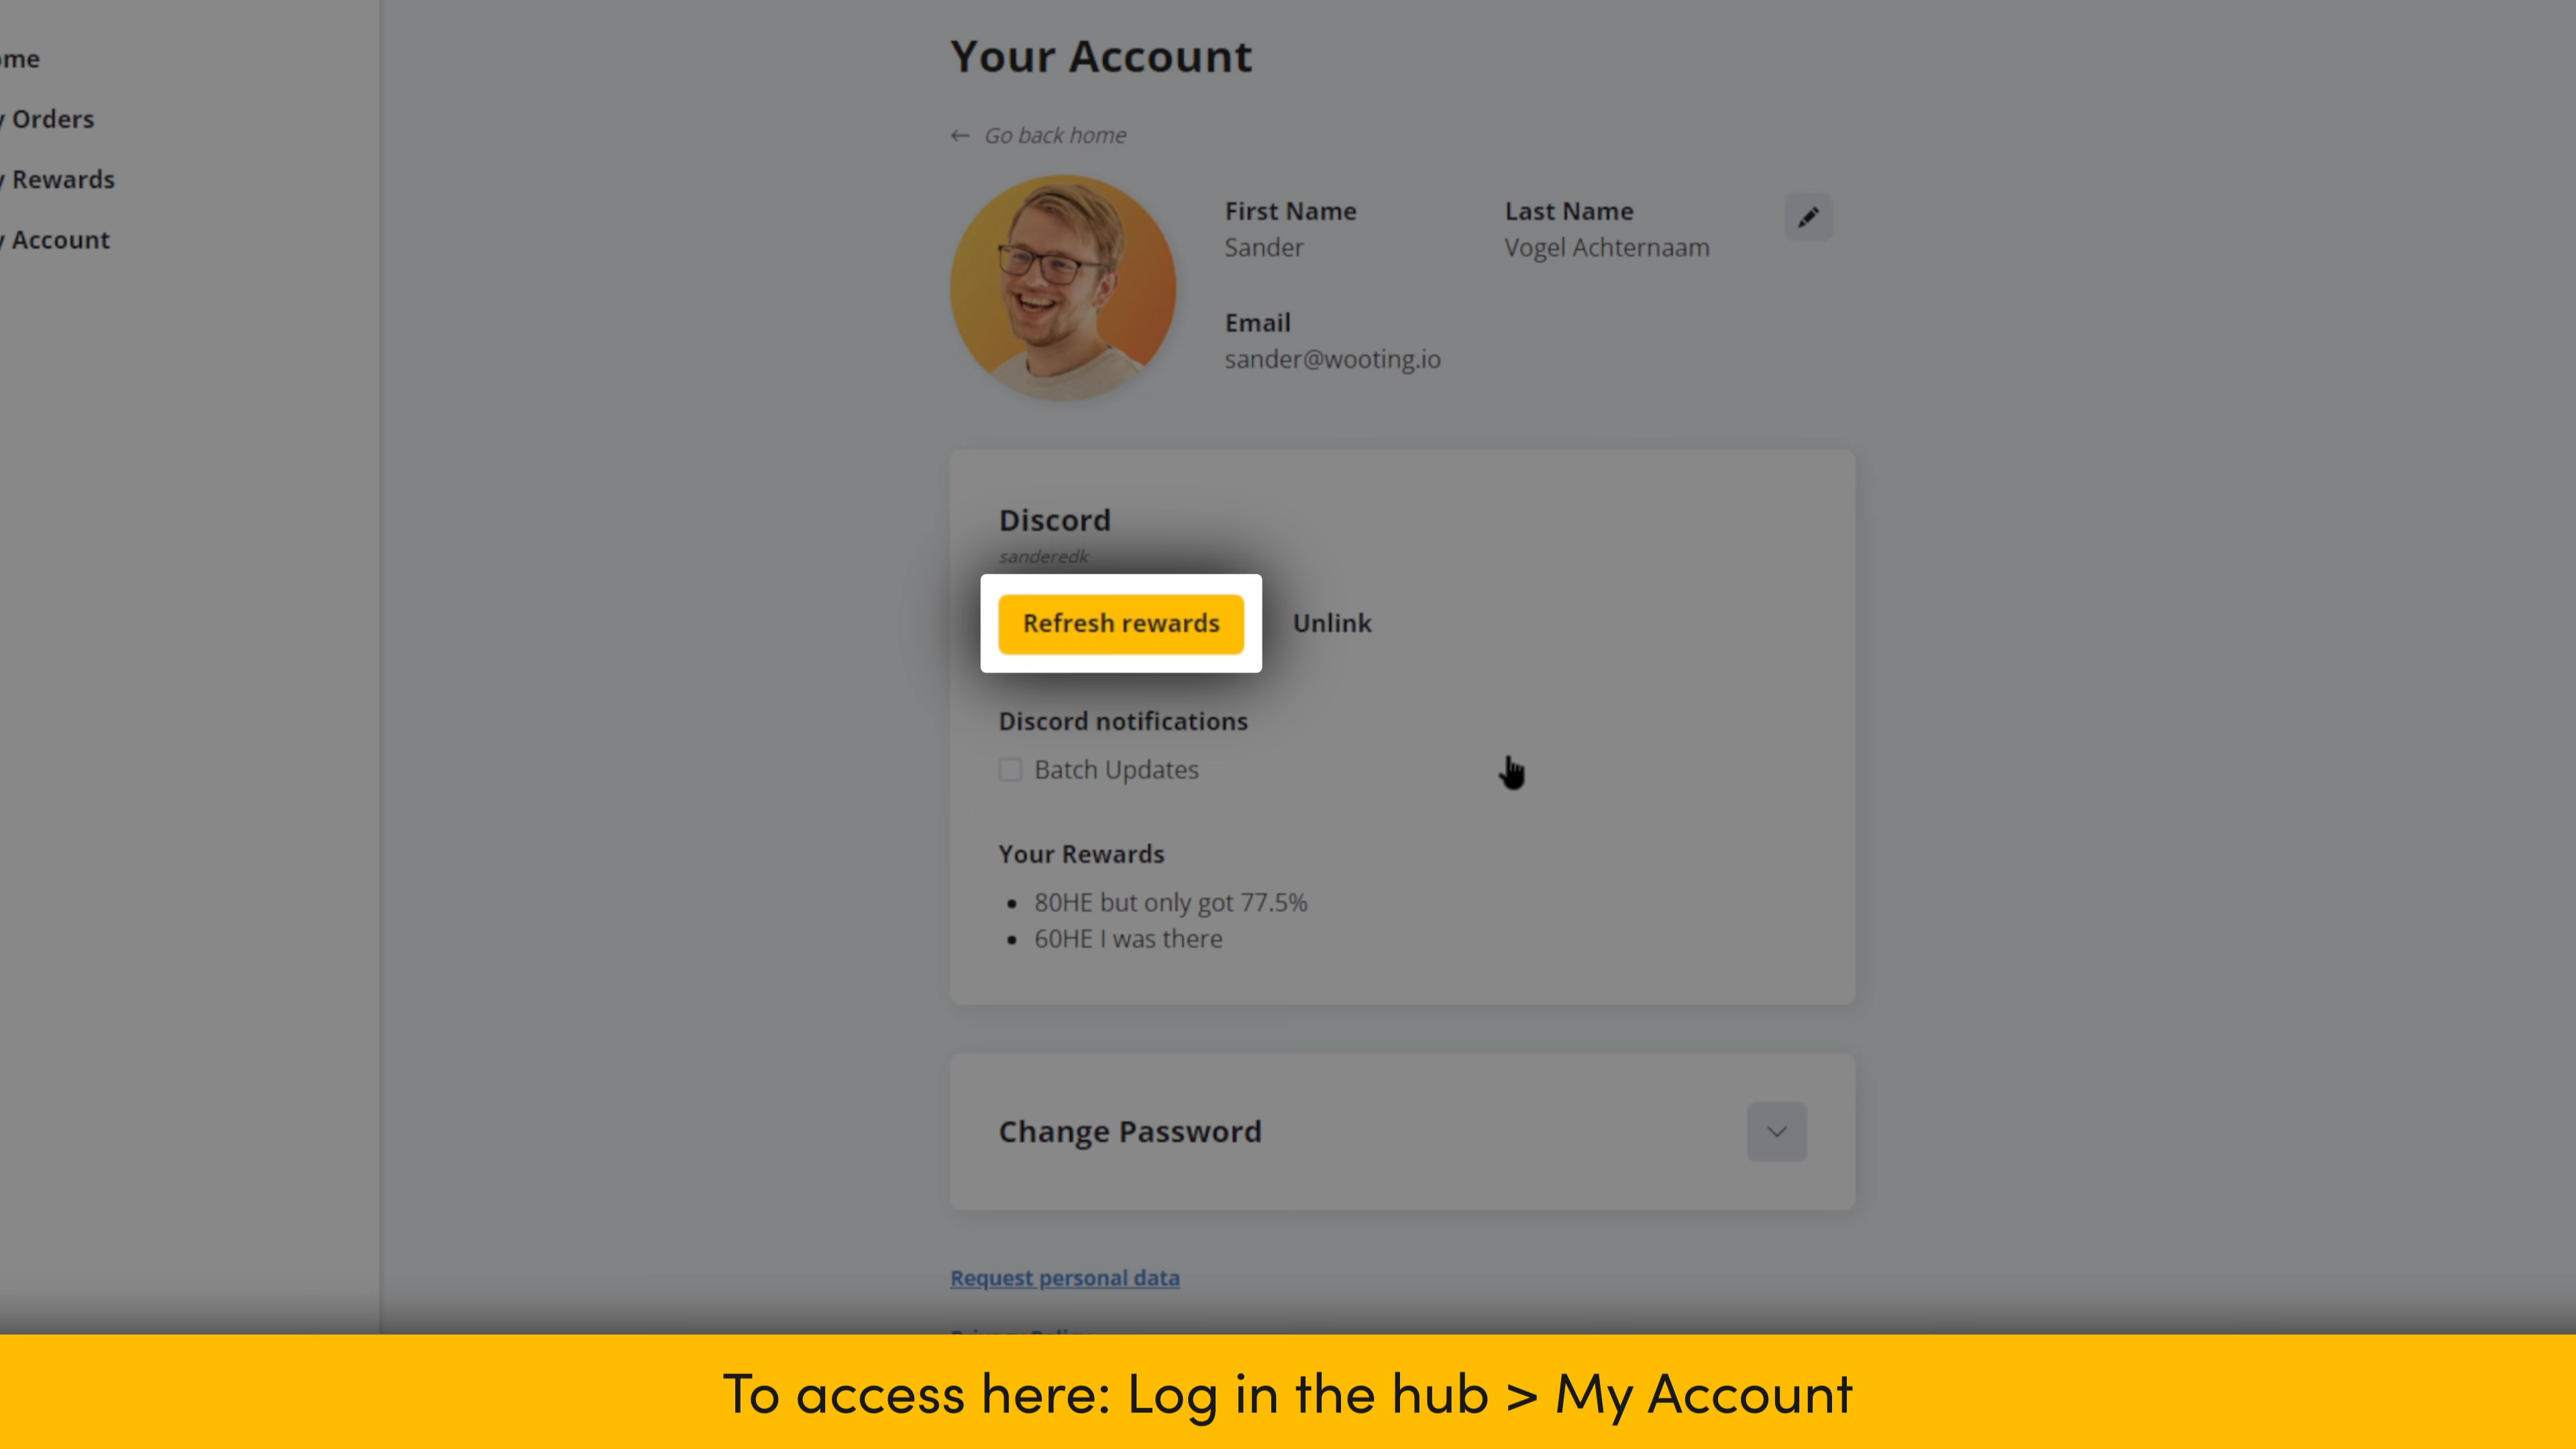 Your Account
ome
← Go back home
y Orders
y Rewards
y Account
First Name
Last Name
Sander
Vogel Achternaam
Email
sander@wooting.io
Discord
sanderedk
Refresh rewards
Unlink
Discord notifications
Batch Updates
Your Rewards
• 80HE but only got 77.5%
• 60HE I was there
Change Password
Request personal data
To access here: Log in the hub > My Account